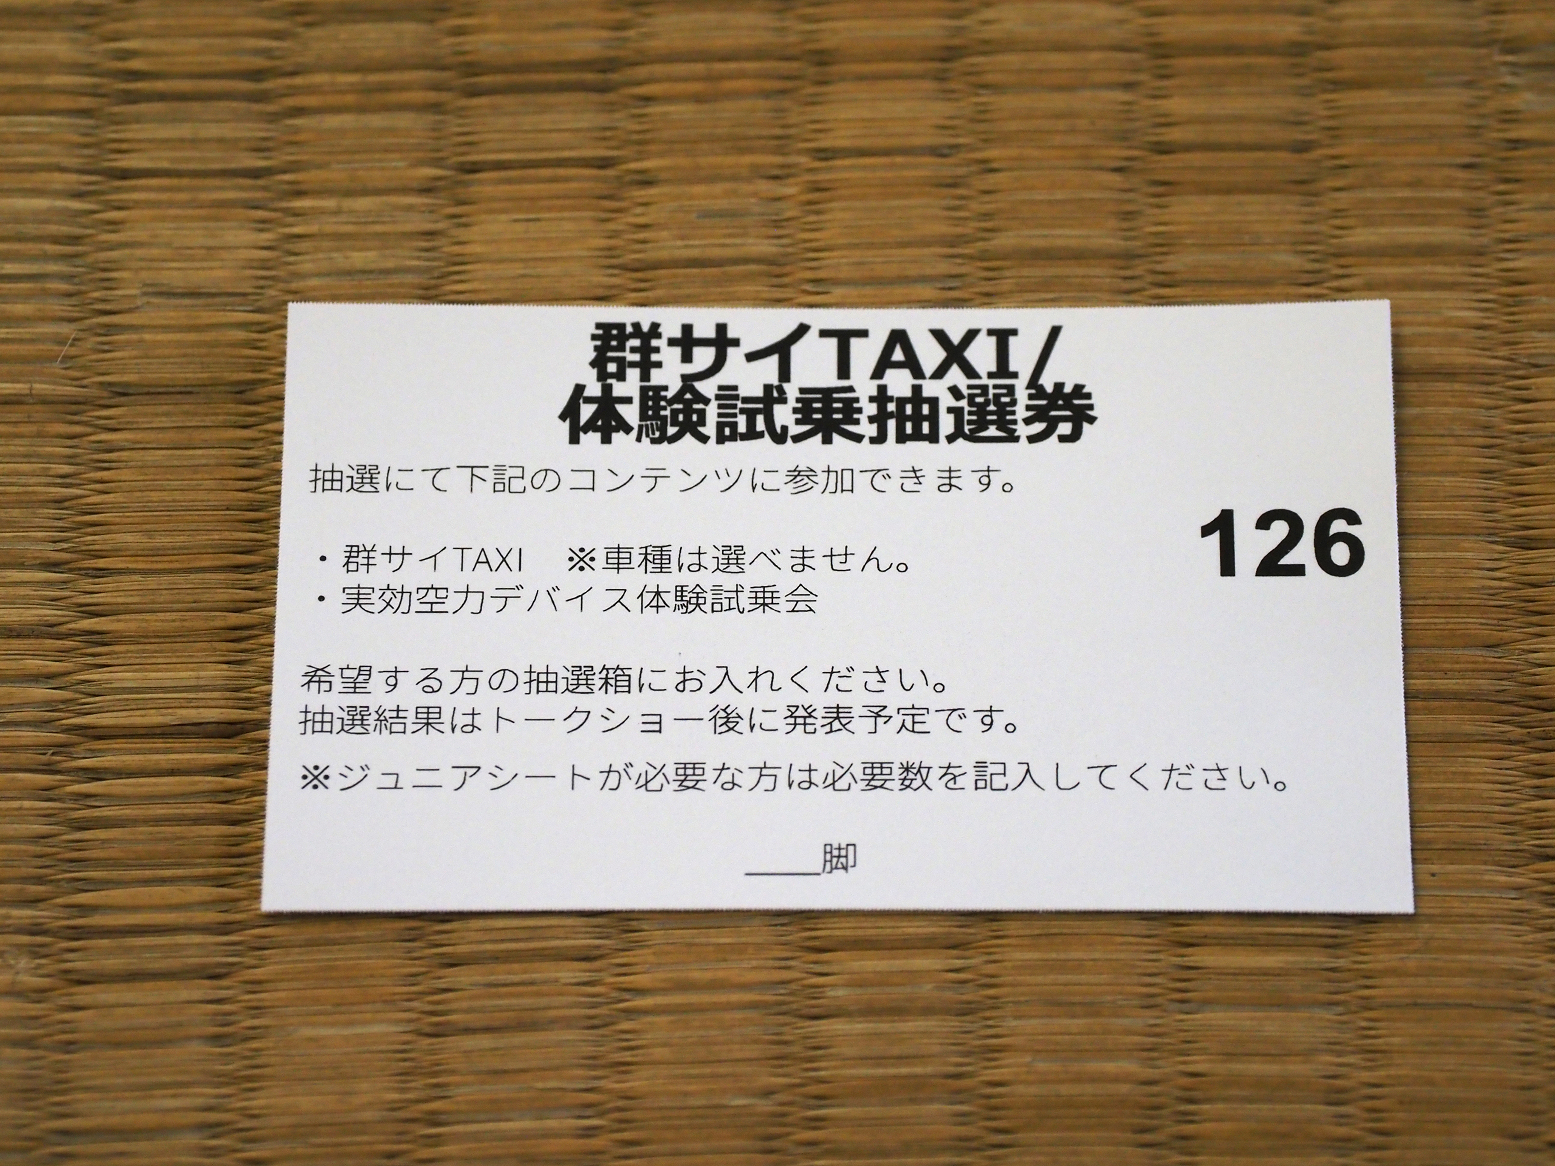 群サイTAXI/
体験試乗抽選券
抽選にて下記のコンテンツに参加できます。
126
・群サイTAXI　※車種は選べません。
・実効空力デバイス体験試乗会
希望する方の抽選箱にお入れください。
抽選結果はトークショー後に発表予定です。
※ジュニアシートが必要な方は必要数を記入してください。
____脚